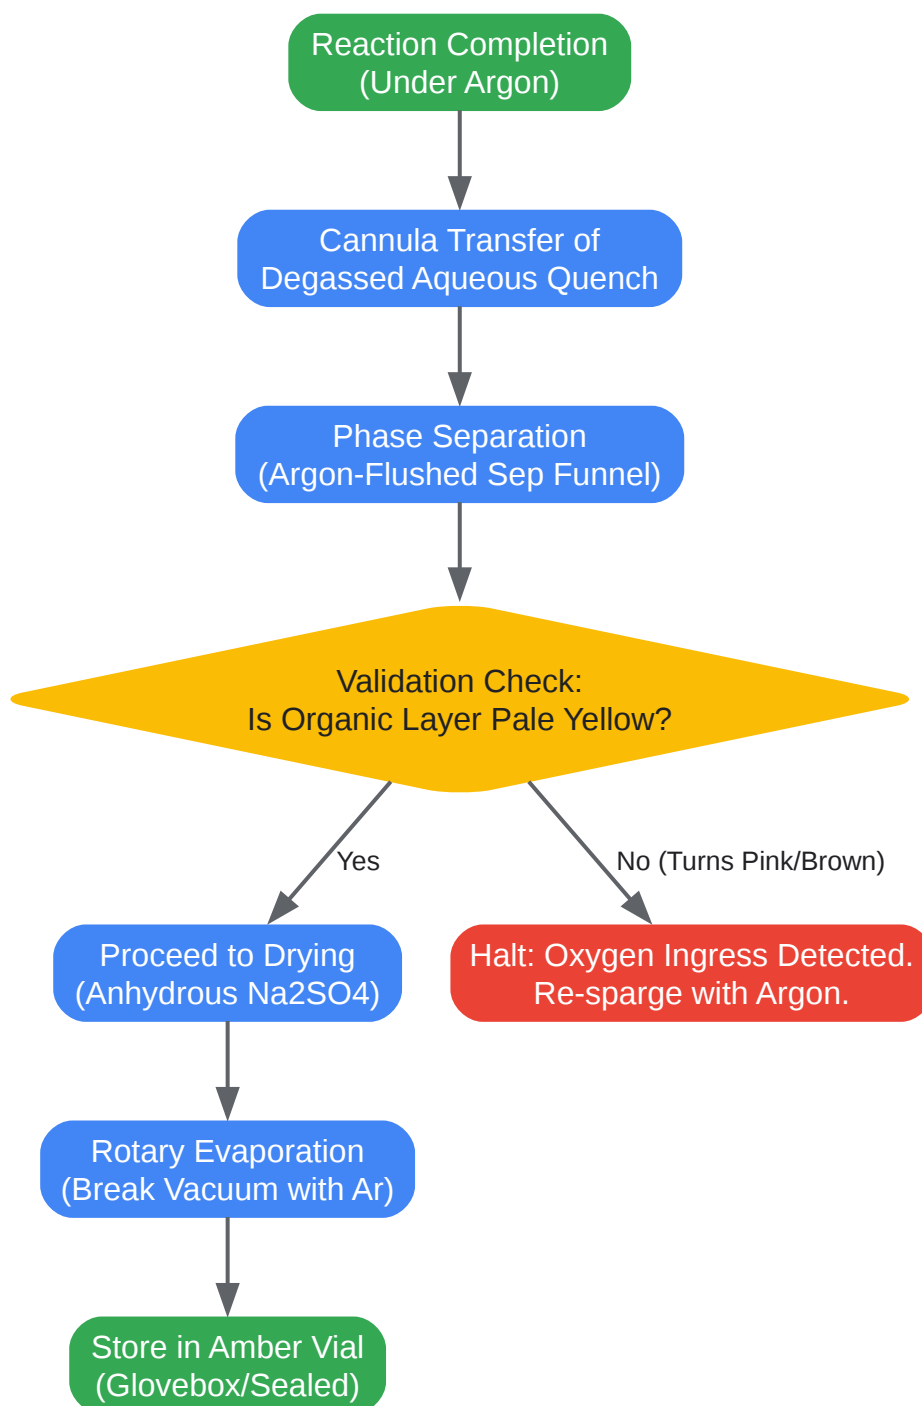 Reaction Completion
(Under Argon)
Cannula Transfer of
Degassed Aqueous Quench
Phase Separation
(Argon-Flushed Sep Funnel)
Validation Check:
Is Organic Layer Pale Yellow?
Yes
No (Turns Pink/Brown)
Proceed to Drying
(Anhydrous Na2SO4)
Halt: Oxygen Ingress Detected.
Re-sparge with Argon.
Rotary Evaporation
(Break Vacuum with Ar)
Store in Amber Vial
(Glovebox/Sealed)